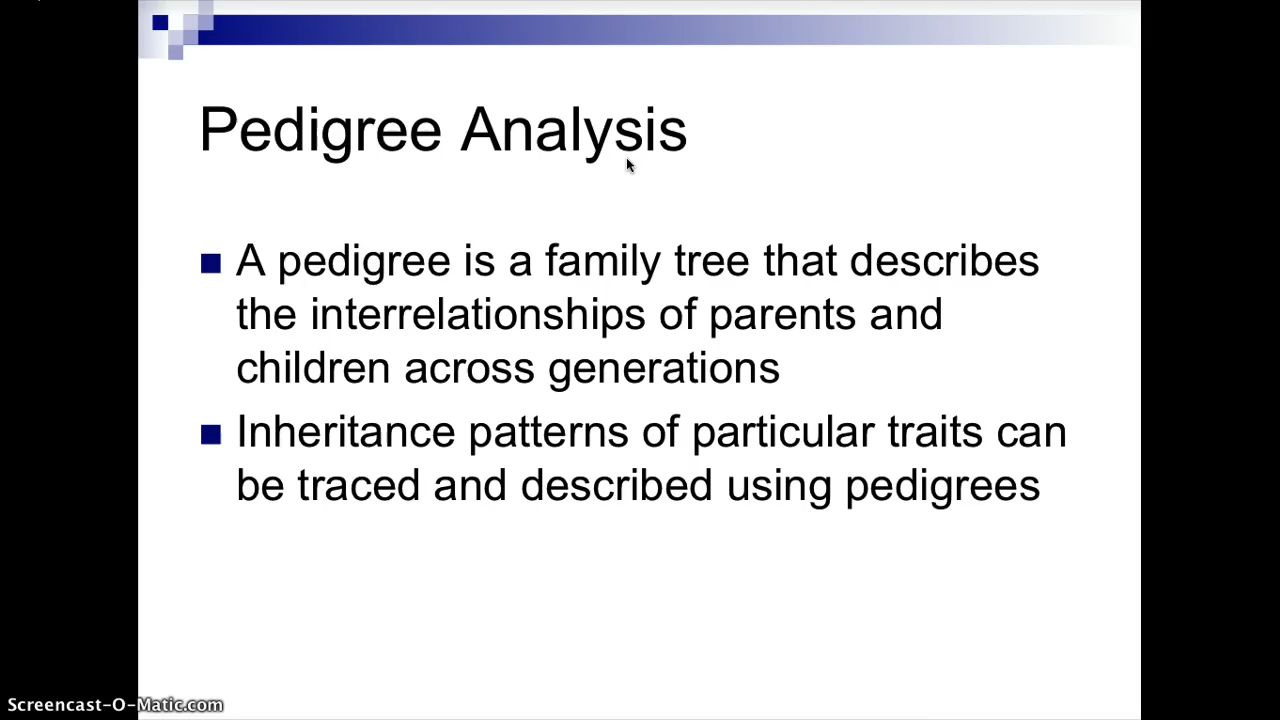 Pedigree Analysis
A pedigree is a family tree that describes
the interrelationships of parents and
children across generations
Inheritance patterns of particular traits can
be traced and described using pedigrees
Screencast-O-Matic.com